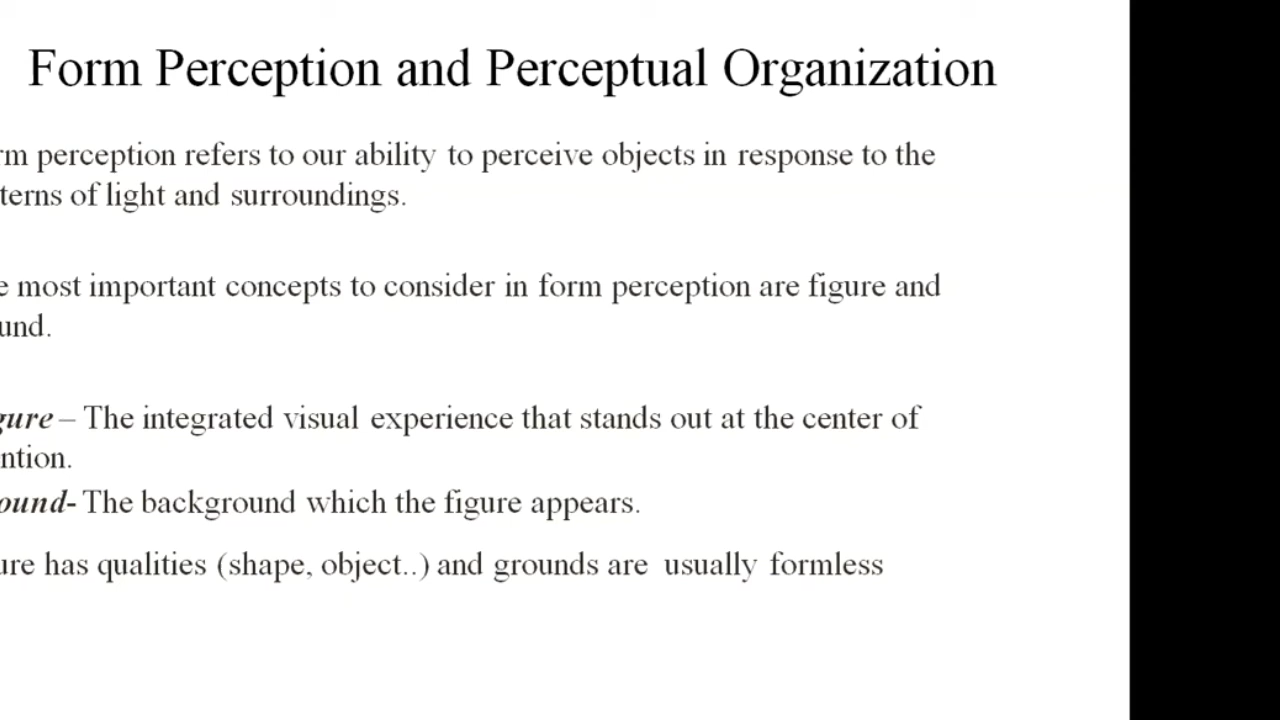 Form Perception and Perceptual Organization
rm perception refers to our ability to perceive objects in response to the
terns of light and surroundings.
e most important concepts to consider in form perception are figure and
und.
gure – The integrated visual experience that stands out at the center of
ntion.
ound- The background which the figure appears.
ure has qualities (shape, object..) and grounds are usually formless